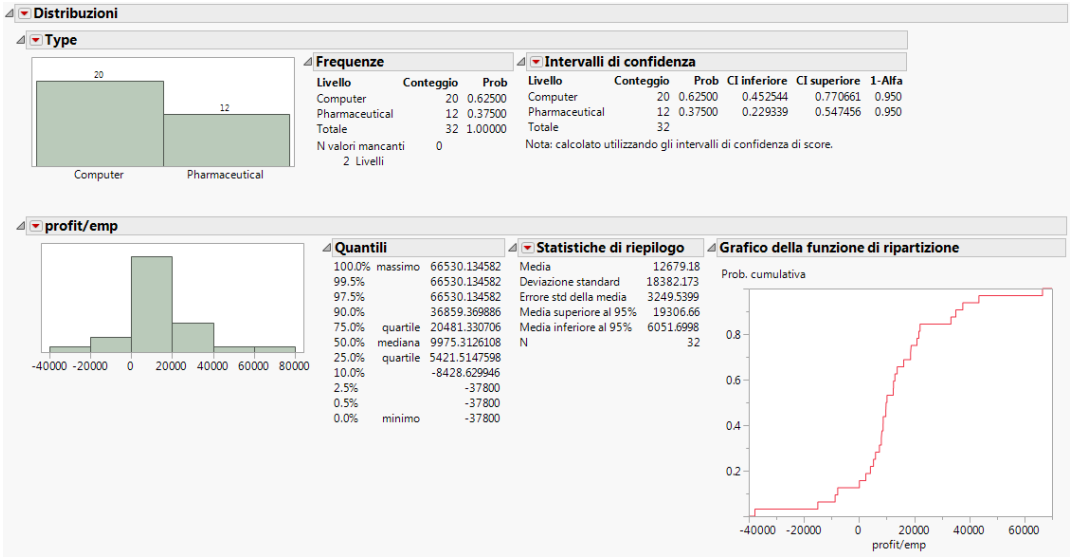 Distribuzioni
Type
20
12
Computer Pharmaceutical
Frequenze
Livello Conteggio Prob
Computer 20 0.62500
Pharmaceutical 12 0.37500
Totale 32 1.00000
N valori mancanti 0
2 Livelli
Intervalli di confidenza
Livello Conteggio Prob CI inferiore CI superiore 1-Alfa
Computer 20 0.62500 0.452544 0.770661 0.950
Pharmaceutical 12 0.37500 0.229339 0.547456 0.950
Totale 32
Nota: calcolato utilizzando gli intervalli di confidenza di score.
profit/emp
-40000 -20000 0 20000 40000 60000 80000
Quantili
100.0% massimo 66530.134582
99.5% 66530.134582
97.5% 66530.134582
90.0% 36859.369886
75.0% quartile 20481.330706
50.0% mediana 9975.3126108
25.0% quartile 5421.5147598
10.0% -8428.629946
2.5% -37800
0.5% -37800
0.0% minimo -37800
Statistiche di riepilogo
Media 12679.18
Deviazione standard 18382.173
Errore std della media 3249.5399
Media superiore al 95% 19306.66
Media inferiore al 95% 6051.6998
N 32
Grafico della funzione di ripartizione
Prob. cumulativa
0.8
0.6
0.4
0.2
-40000 -20000 0 20000 40000 60000
profit/emp